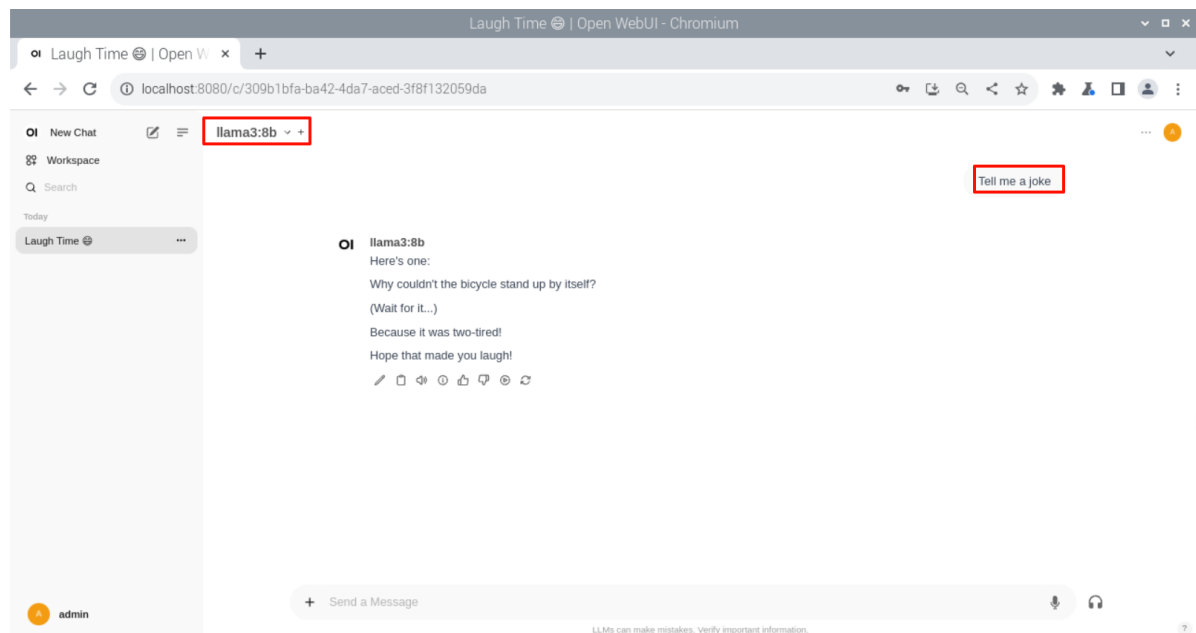 Laugh Time 😄 | Open WebUI - Chromium
OI Laugh Time 😄 | Open W
localhost:8080/c/309b1bfa-ba42-4da7-aced-3f8f132059da
OI New Chat
llama3:8b
A
Workspace
Search
Tell me a joke
Today
Laugh Time 😄
OI llama3:8b
Here's one:
Why couldn't the bicycle stand up by itself?
(Wait for it...)
Because it was two-tired!
Hope that made you laugh!
Send a Message
A admin
LLMs can make mistakes. Verify important information.
?